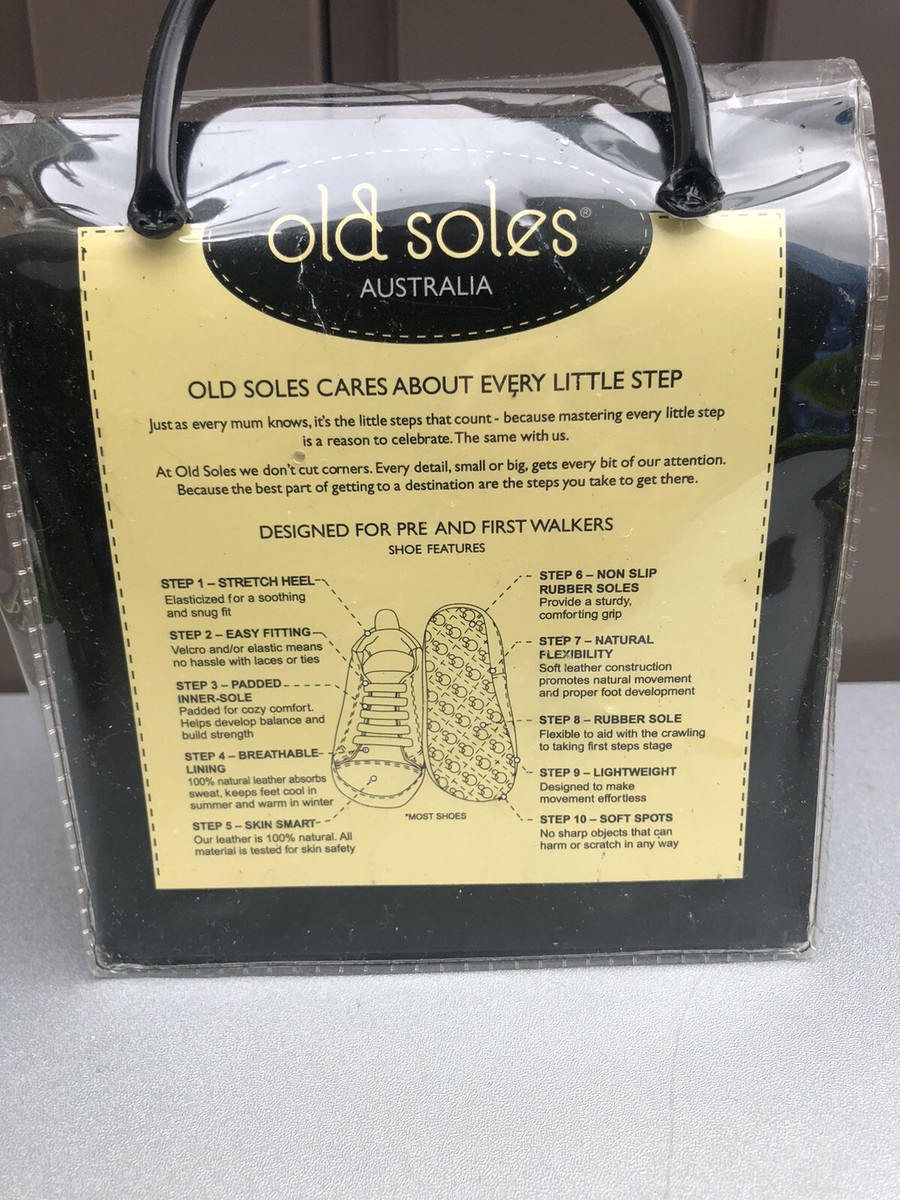 old soles®
AUSTRALIA
OLD SOLES CARES ABOUT EVERY LITTLE STEP
Just as every mum knows, it's the little steps that count - because mastering every little step
is a reason to celebrate. The same with us.
At Old Soles we don't cut corners. Every detail, small or big, gets every bit of our attention.
Because the best part of getting to a destination are the steps you take to get there.
DESIGNED FOR PRE AND FIRST WALKERS
SHOE FEATURES
STEP 1 – STRETCH HEEL
Elasticized for a soothing
and snug fit
STEP 2 – EASY FITTING
Velcro and/or elastic means
no hassle with laces or ties
STEP 3 – PADDED
INNER-SOLE
Padded for cozy comfort.
Helps develop balance and
build strength
STEP 4 – BREATHABLE
LINING
100% natural leather absorbs
sweat, keeps feet cool in
summer and warm in winter
STEP 5 – SKIN SMART
Our leather is 100% natural. All
material is tested for skin safety
*MOST SHOES
STEP 6 – NON SLIP
RUBBER SOLES
Provide a sturdy,
comforting grip
STEP 7 – NATURAL
FLEXIBILITY
Soft leather construction
promotes natural movement
and proper foot development
STEP 8 – RUBBER SOLE
Flexible to aid with the crawling
to taking first steps stage
STEP 9 – LIGHTWEIGHT
Designed to make
movement effortless
STEP 10 – SOFT SPOTS
No sharp objects that can
harm or scratch in any way